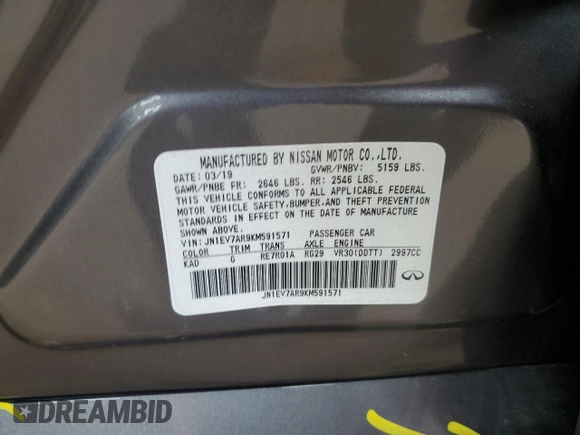 MANUFACTURED BY NISSAN MOTOR CO.,LTD.
DATE: 03/19 GVWR/PNBV: 5159 LBS.
GAWR/PNBE FR: 2646 LBS. RR: 2546 LBS.
THIS VEHICLE CONFORMS TO ALL APPLICABLE FEDERAL
MOTOR VEHICLE SAFETY,BUMPER,AND THEFT PREVENTION
STANDARDS IN EFFECT ON THE DATE OF MANUFACTURE
SHOWN ABOVE.
VIN: JN1EV7AR9KM591571 PASSENGER CAR
COLOR TRIM TRANS AXLE ENGINE
KAD G RE7R01A RG29 VR30(DDTT) 2997CC
JN1EV7AR9KM591571
INFINITI
DREAMBID